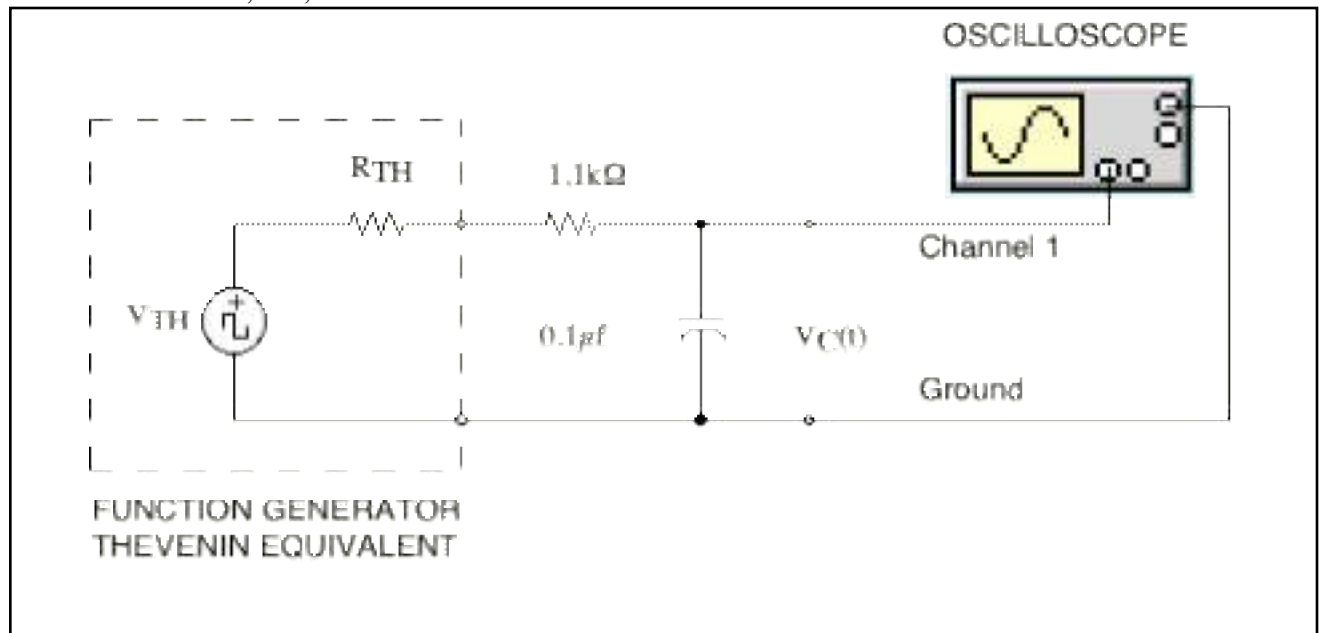 OSCILLOSCOPE
RTH
1.1kΩ
Channel 1
VTH
+
0.1µf
VC(t)
Ground
FUNCTION GENERATOR
THEVENIN EQUIVALENT